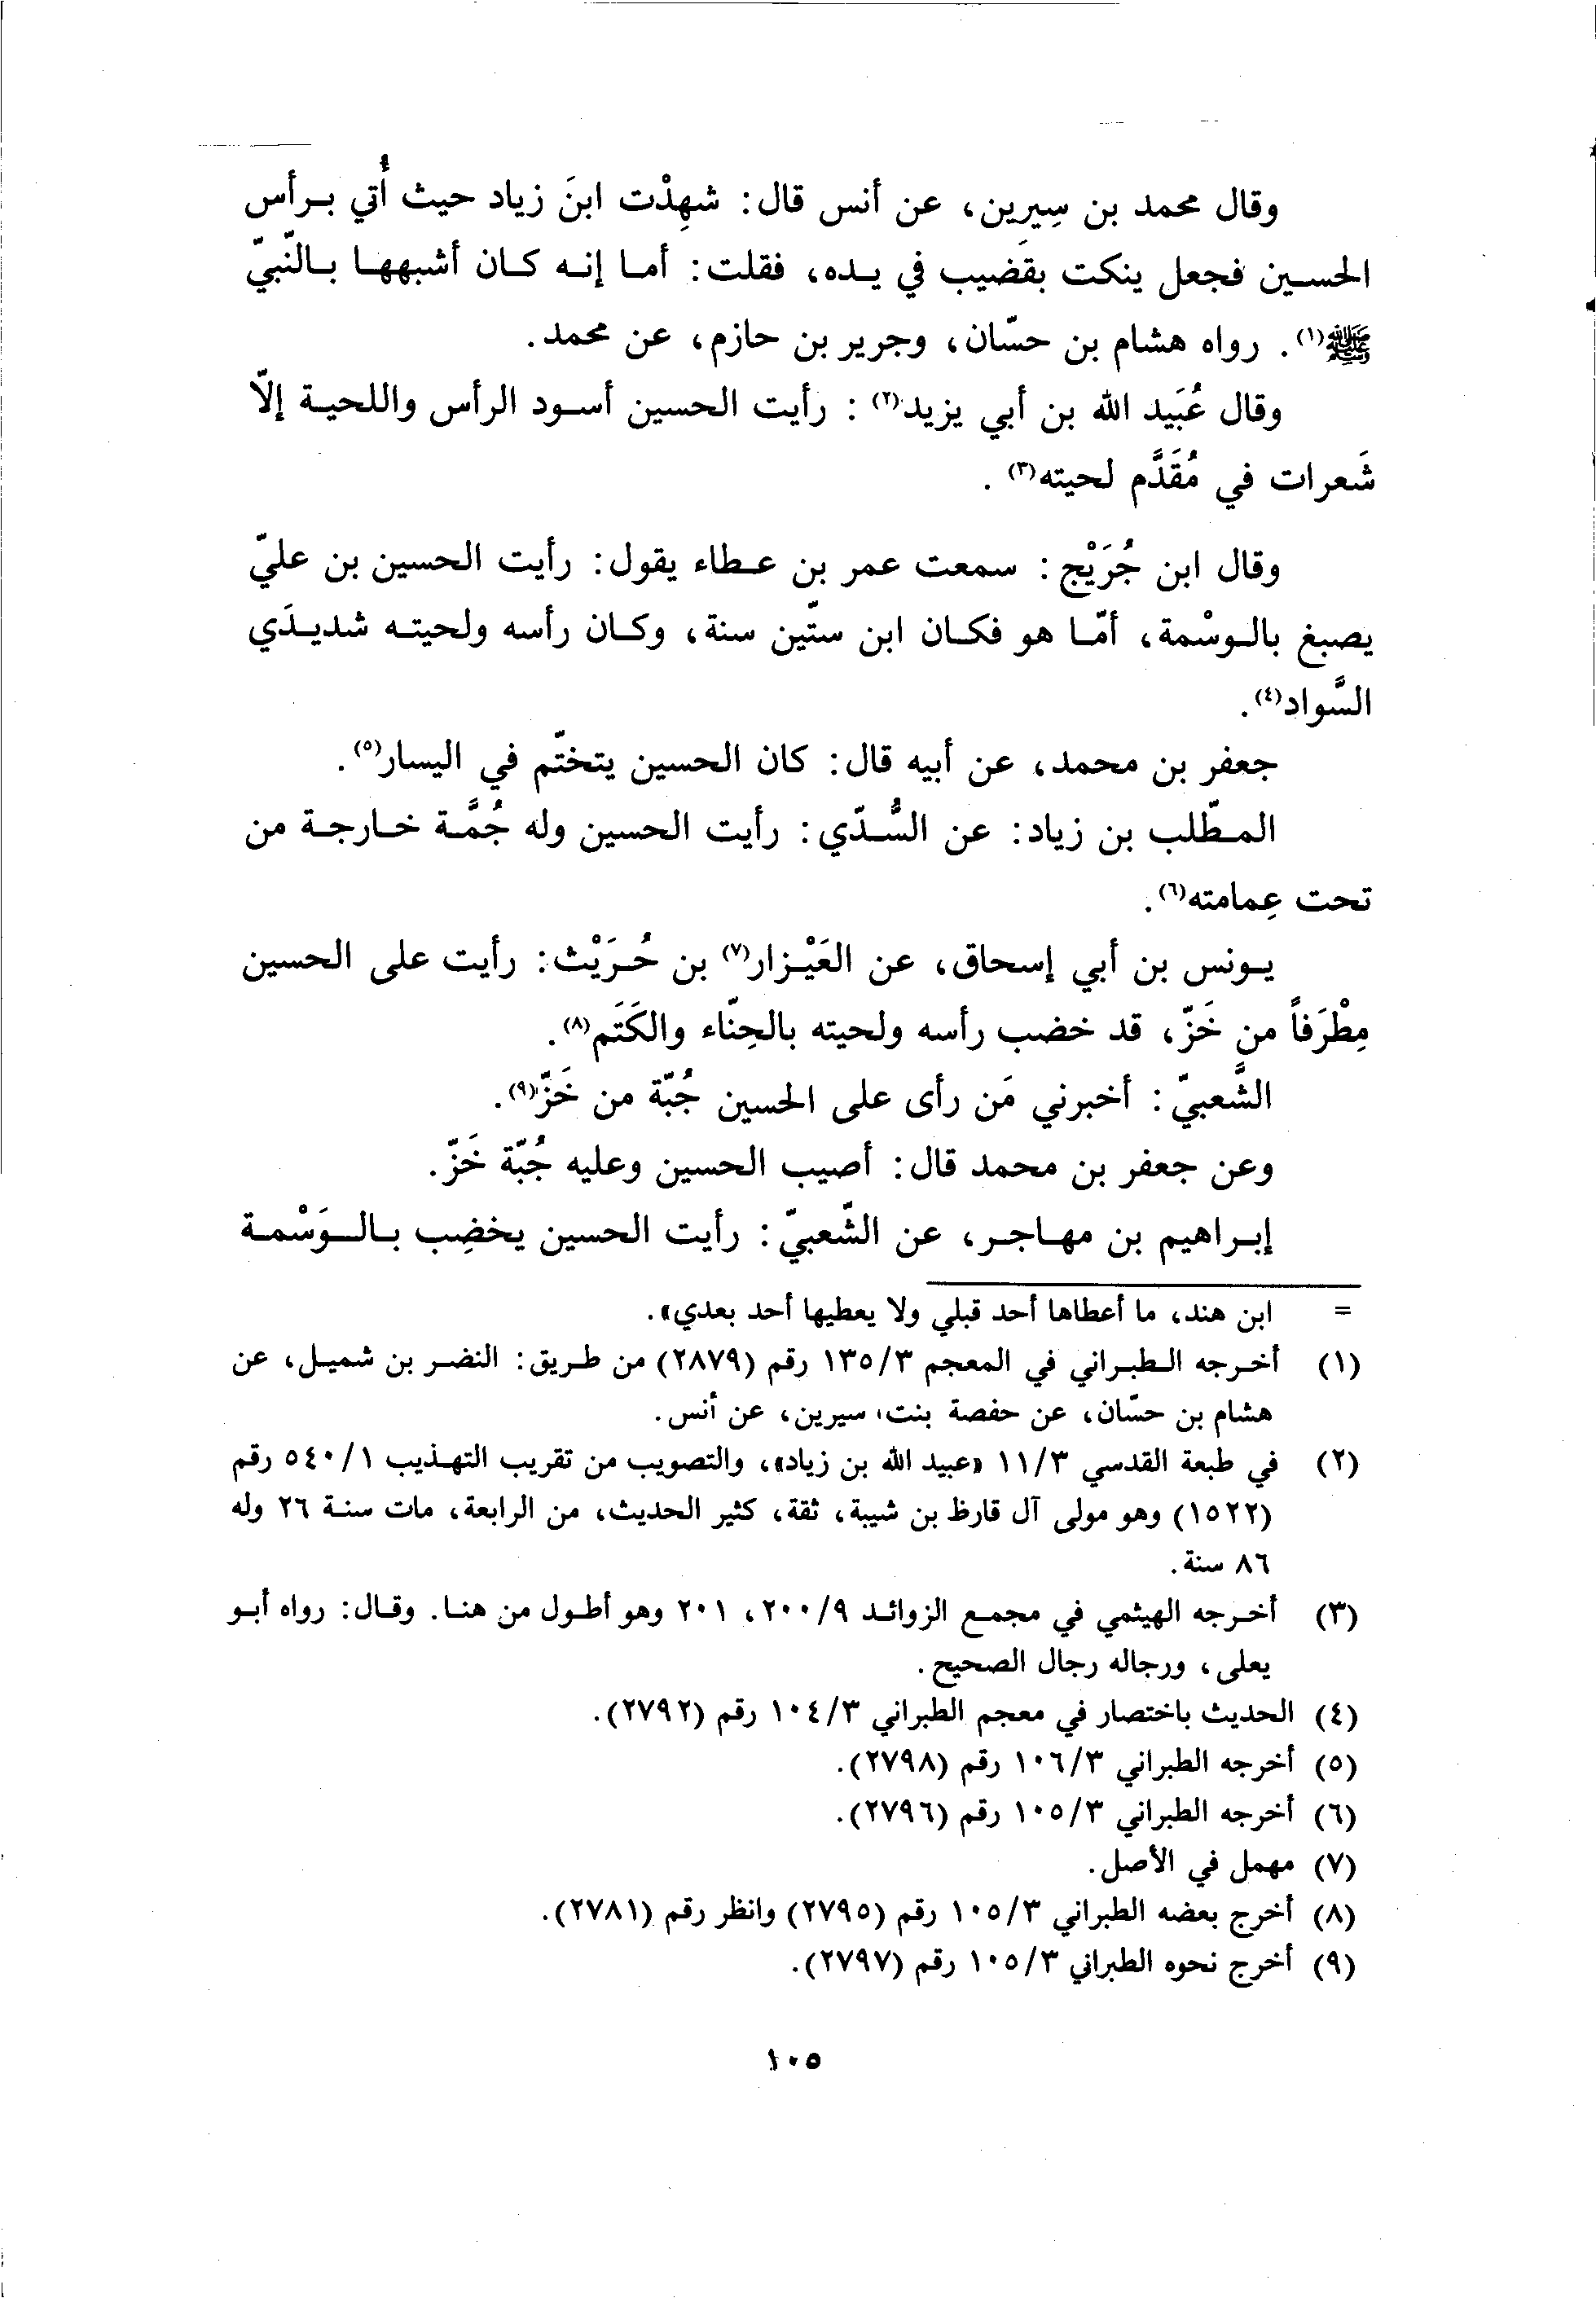 وقال محمد بن سِيرِين، عن أنس قال: شهِدْت ابنَ زياد حيث أُتي برأس
الحسين فجعل ينكت بقَضيب في يده، فقلت: أما إنه كان أشبهها بالنّبيّ
ﷺ(١). رواه هشام بن حسّان، وجرير بن حازم، عن محمد.
وقال عُبَيد الله بن أبي يزيد(٢): رأيت الحسين أسود الرأس واللحية إلّا
شَعرات في مُقَدَّم لحيته(٣).
وقال ابن جُرَيْج: سمعت عمر بن عطاء يقول: رأيت الحسين بن عليّ
يصبغ بالوسْمة، أمّا هو فكان ابن ستّين سنة، وكان رأسه ولحيته شديدَي
السَّواد(٤).
جعفر بن محمد، عن أبيه قال: كان الحسين يتختّم في اليسار(٥).
المطّلب بن زياد: عن السُّدّي: رأيت الحسين وله جُمَّة خارجة من
تحت عِمامته(٦).
يونس بن أبي إسحاق، عن العَيْزار(٧) بن حُرَيْث: رأيت على الحسين
مِطْرَفاً من خَزّ، قد خضب رأسه ولحيته بالحِنّاء والكَتَم(٨).
الشَّعبيّ: أخبرني مَن رأى على الحسين جُبّة من خَزّ(٩).
وعن جعفر بن محمد قال: أصيب الحسين وعليه جُبّة خَزّ.
إبراهيم بن مهاجر، عن الشّعبيّ: رأيت الحسين يخضِب بالوَسْمة
= ابن هند، ما أعطاها أحد قبلي ولا يعطيها أحد بعدي».
(١) أخرجه الطبراني في المعجم ١٣٥/٣ رقم (٢٨٧٩) من طريق: النضر بن شميل، عن
هشام بن حسّان، عن حفصة بنت سيرين، عن أنس.
(٢) في طبعة القدسي ١١/٣ «عبيد الله بن زياد»، والتصويب من تقريب التهذيب ٥٤٠/١ رقم
(١٥٢٢) وهو مولى آل قارظ بن شيبة، ثقة، كثير الحديث، من الرابعة، مات سنة ٢٦ وله
٨٦ سنة.
(٣) أخرجه الهيثمي في مجمع الزوائد ٢٠٠/٩، ٢٠١ وهو أطول من هنا. وقال: رواه أبو
يعلى، ورجاله رجال الصحيح.
(٤) الحديث باختصار في معجم الطبراني ١٠٤/٣ رقم (٢٧٩٢).
(٥) أخرجه الطبراني ١٠٦/٣ رقم (٢٧٩٨).
(٦) أخرجه الطبراني ١٠٥/٣ رقم (٢٧٩٦).
(٧) مهمل في الأصل.
(٨) أخرج بعضه الطبراني ١٠٥/٣ رقم (٢٧٩٥) وانظر رقم (٢٧٨١).
(٩) أخرج نحوه الطبراني ١٠٥/٣ رقم (٢٧٩٧).
١٠٥